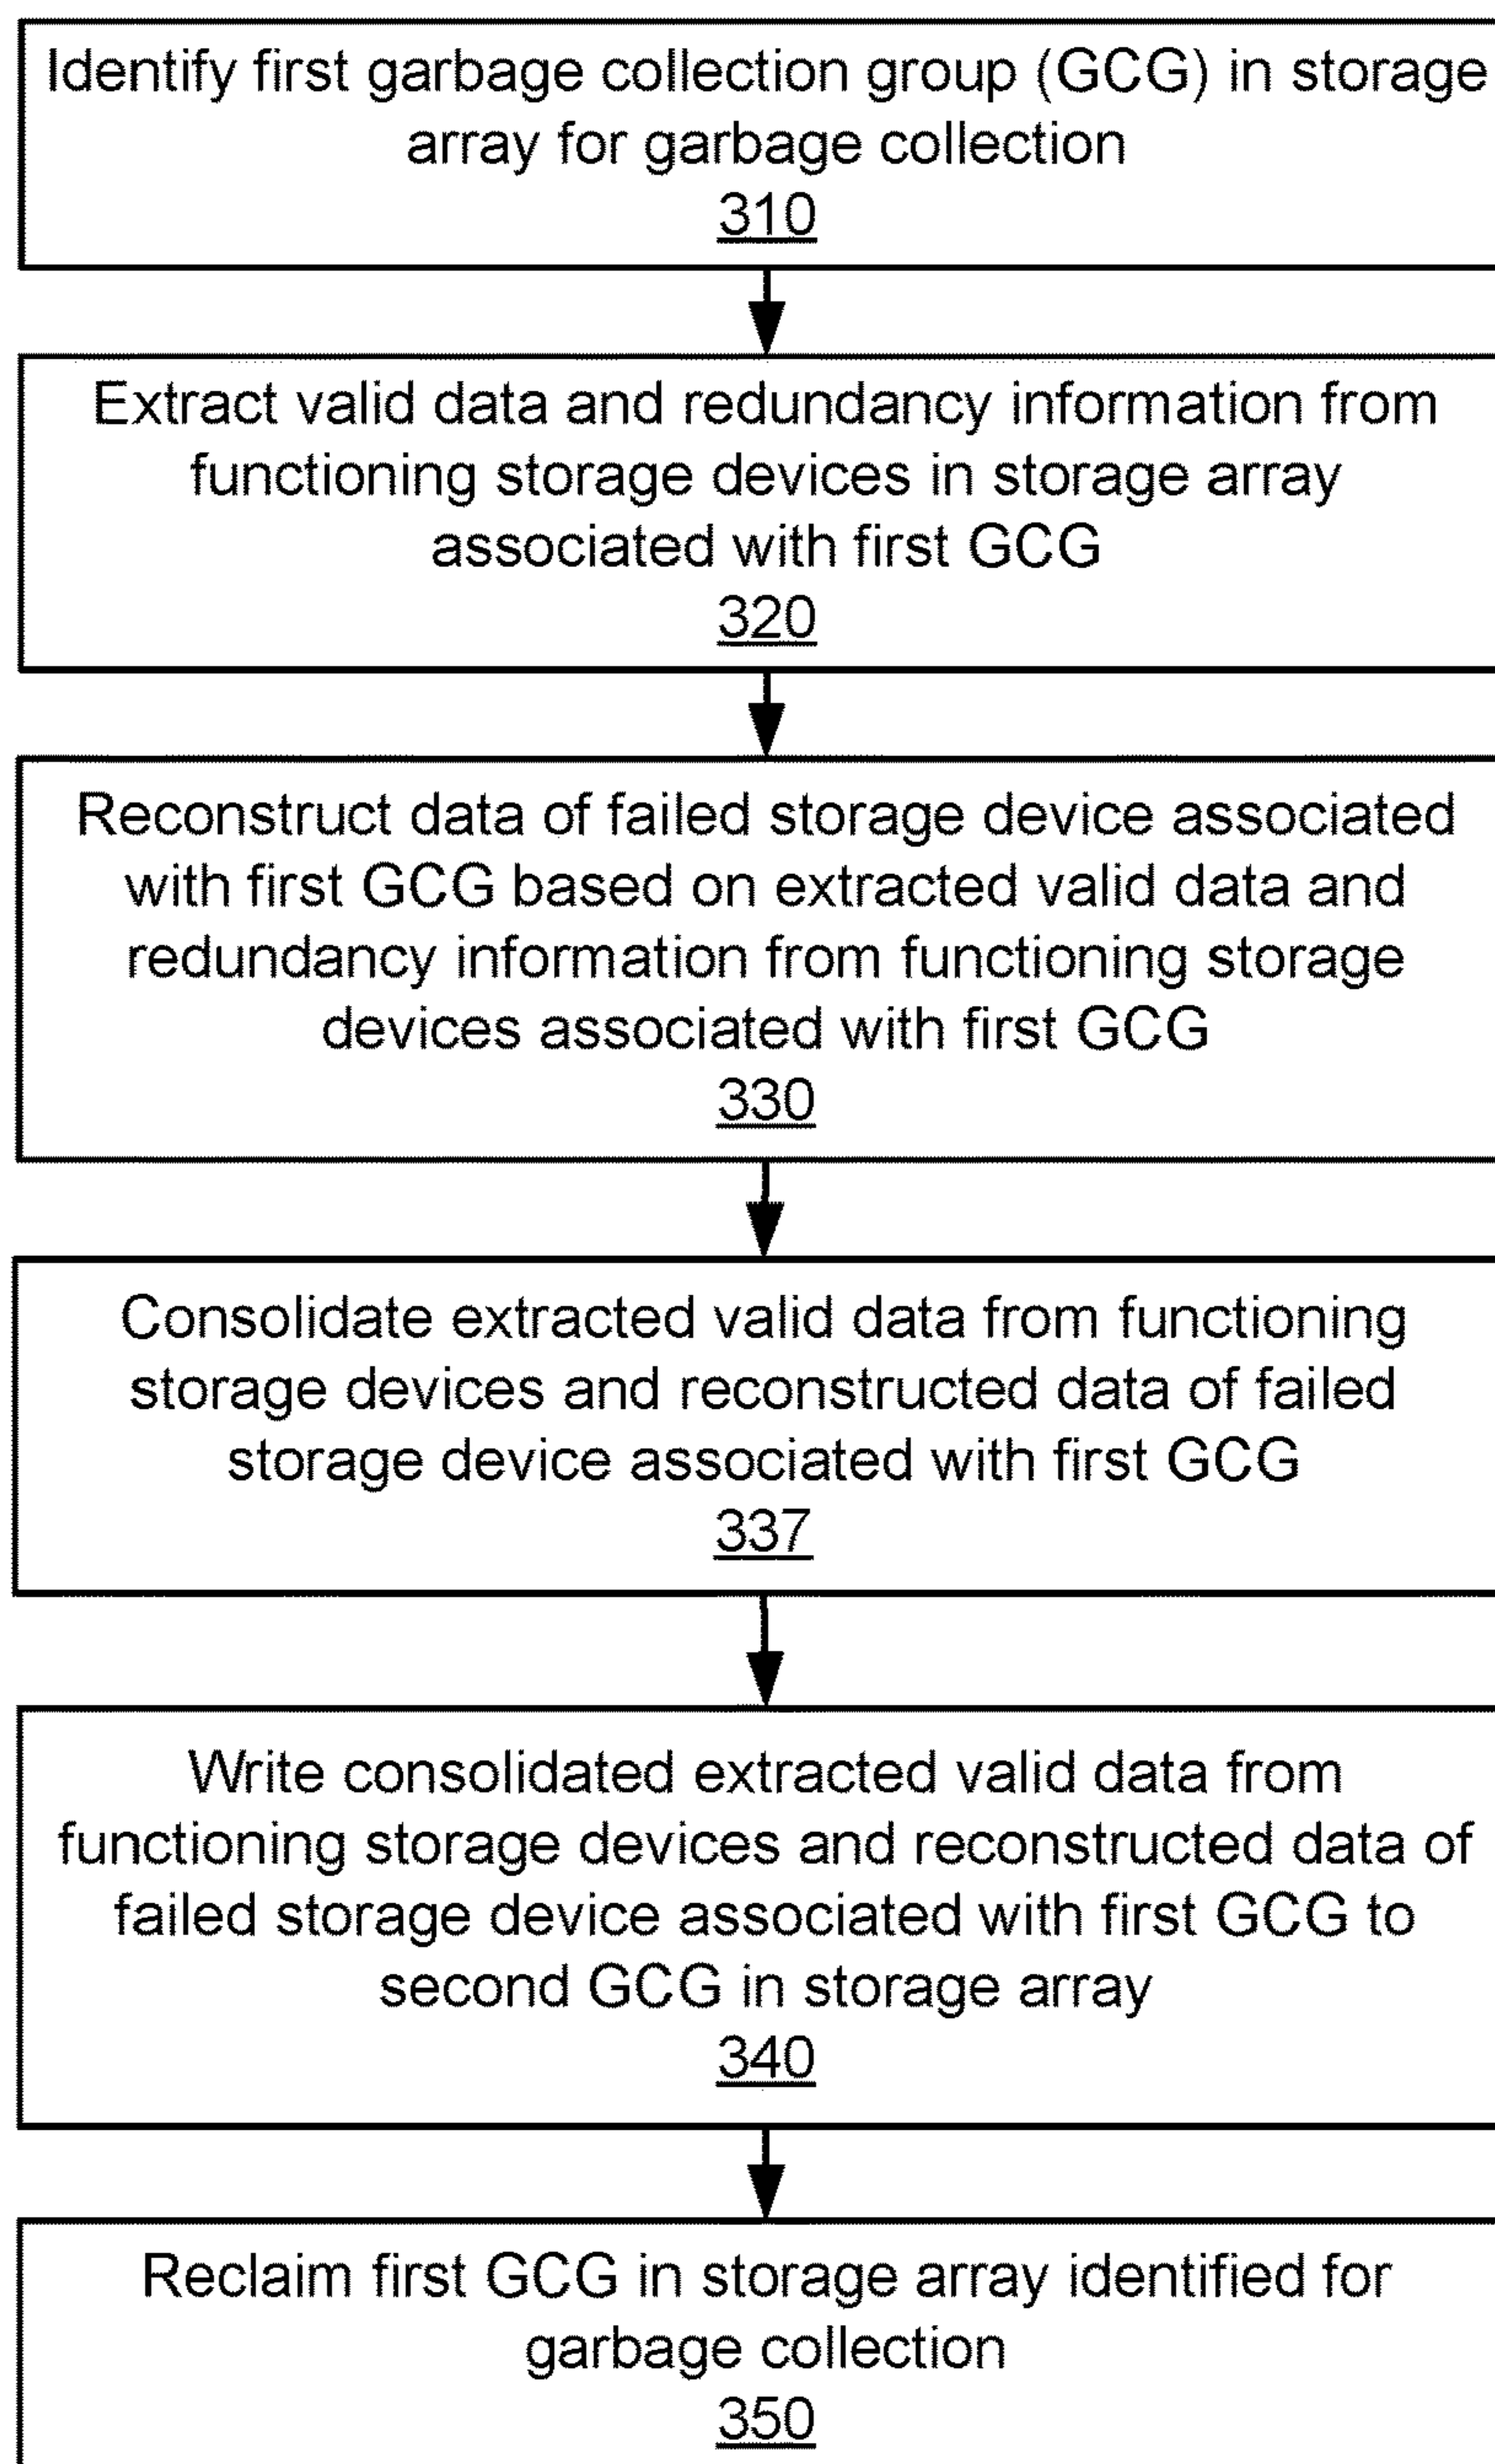 Identify first garbage collection group (GCG) in storage
array for garbage collection
310
Extract valid data and redundancy information from
functioning storage devices in storage array
associated with first GCG
320
Reconstruct data of failed storage device associated
with first GCG based on extracted valid data and
redundancy information from functioning storage
devices associated with first GCG
330
Consolidate extracted valid data from functioning
storage devices and reconstructed data of failed
storage device associated with first GCG
337
Write consolidated extracted valid data from
functioning storage devices and reconstructed data of
failed storage device associated with first GCG to
second GCG in storage array
340
Reclaim first GCG in storage array identified for
garbage collection
350